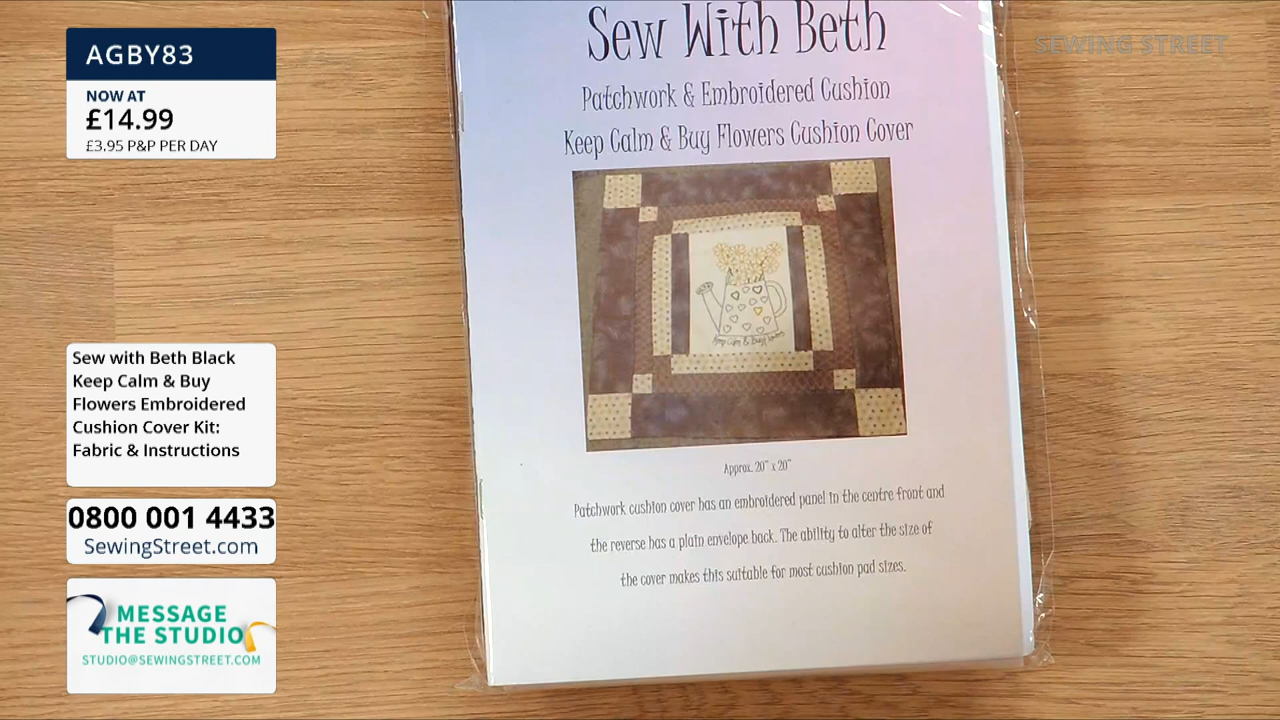 AGBY83
NOW AT
£14.99
£3.95 P&P PER DAY
Sew with Beth Black
Keep Calm & Buy
Flowers Embroidered
Cushion Cover Kit:
Fabric & Instructions
0800 001 4433
SewingStreet.com
MESSAGE
THE STUDIO
STUDIO@SEWINGSTREET.COM
SEWING STREET
Sew With Beth
Patchwork & Embroidered Cushion
Keep Calm & Buy Flowers Cushion Cover
Keep Calm & Buy Flowers
Approx. 20" x 20"
Patchwork cushion cover has an embroidered panel in the centre front and
the reverse has a plain envelope back. The ability to alter the size of
the cover makes this suitable for most cushion pad sizes.